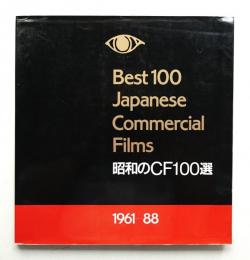 Best 100
Japanese
Commercial
Films
昭和のCF100選
1961-88